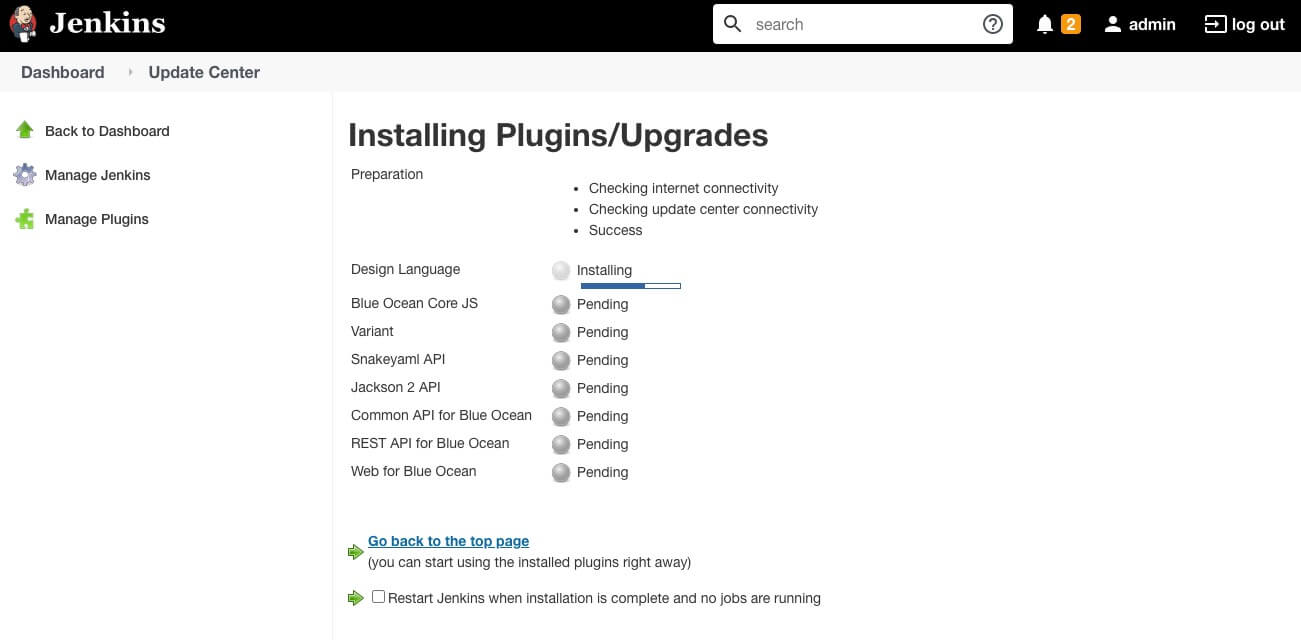 Jenkins
search
2
admin
log out
Dashboard
Update Center
Back to Dashboard
Manage Jenkins
Manage Plugins
Installing Plugins/Upgrades
Preparation
Checking internet connectivity
Checking update center connectivity
Success
Design Language Installing
Blue Ocean Core JS Pending
Variant Pending
Snakeyaml API Pending
Jackson 2 API Pending
Common API for Blue Ocean Pending
REST API for Blue Ocean Pending
Web for Blue Ocean Pending
Go back to the top page
(you can start using the installed plugins right away)
Restart Jenkins when installation is complete and no jobs are running